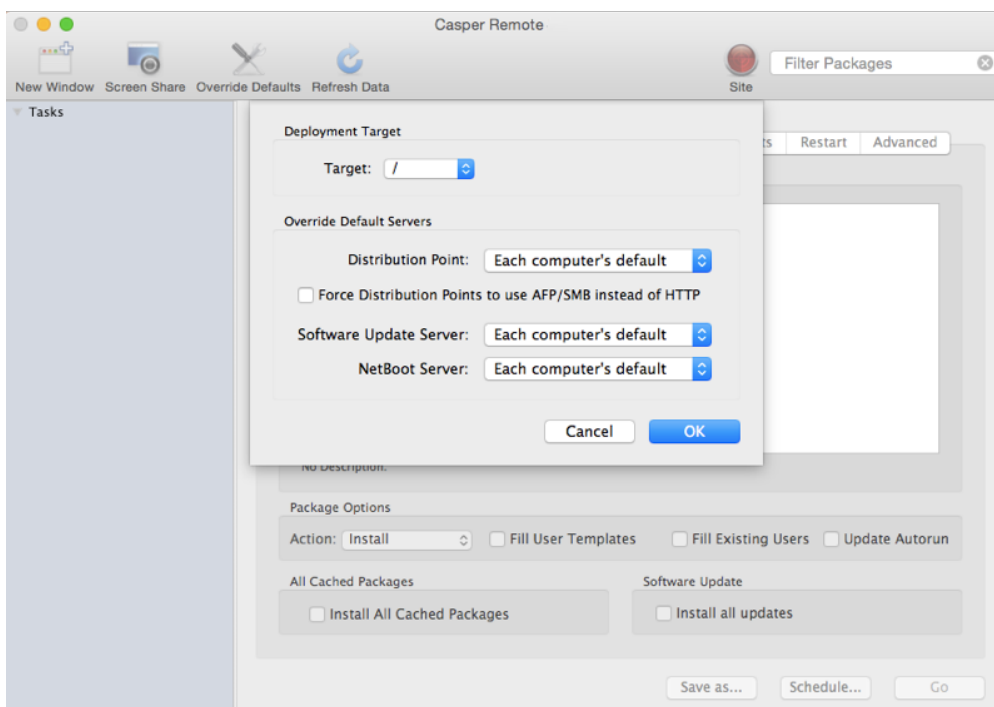 Casper Remote
New Window Screen Share Override Defaults Refresh Data
Site
Filter Packages
Tasks
Deployment Target
Target: /
Override Default Servers
Distribution Point: Each computer's default
Force Distribution Points to use AFP/SMB instead of HTTP
Software Update Server: Each computer's default
NetBoot Server: Each computer's default
Cancel OK
Restart Advanced
No Description.
Package Options
Action: Install Fill User Templates Fill Existing Users Update Autorun
All Cached Packages
Install All Cached Packages
Software Update
Install all updates
Save as... Schedule... Go